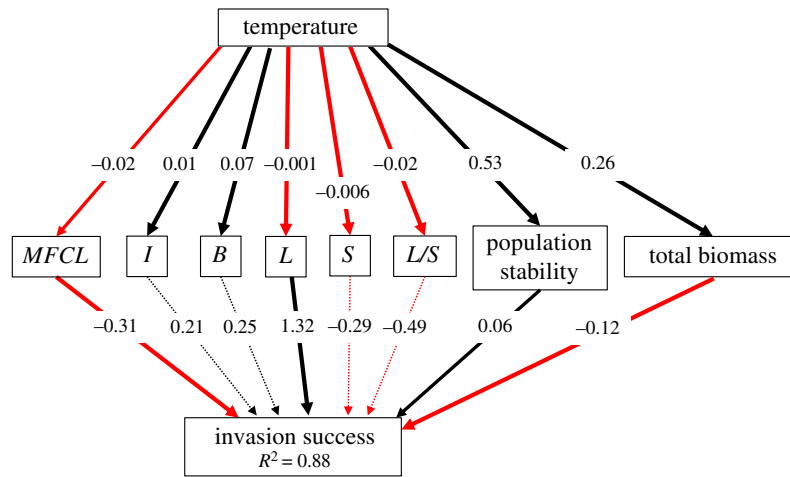 temperature
–0.02
0.01
0.07
–0.001
–0.006
–0.02
0.53
0.26
MFCL
I
B
L
S
L/S
population
stability
total biomass
–0.31
0.21
0.25
1.32
–0.29
–0.49
0.06
–0.12
invasion success
R² = 0.88